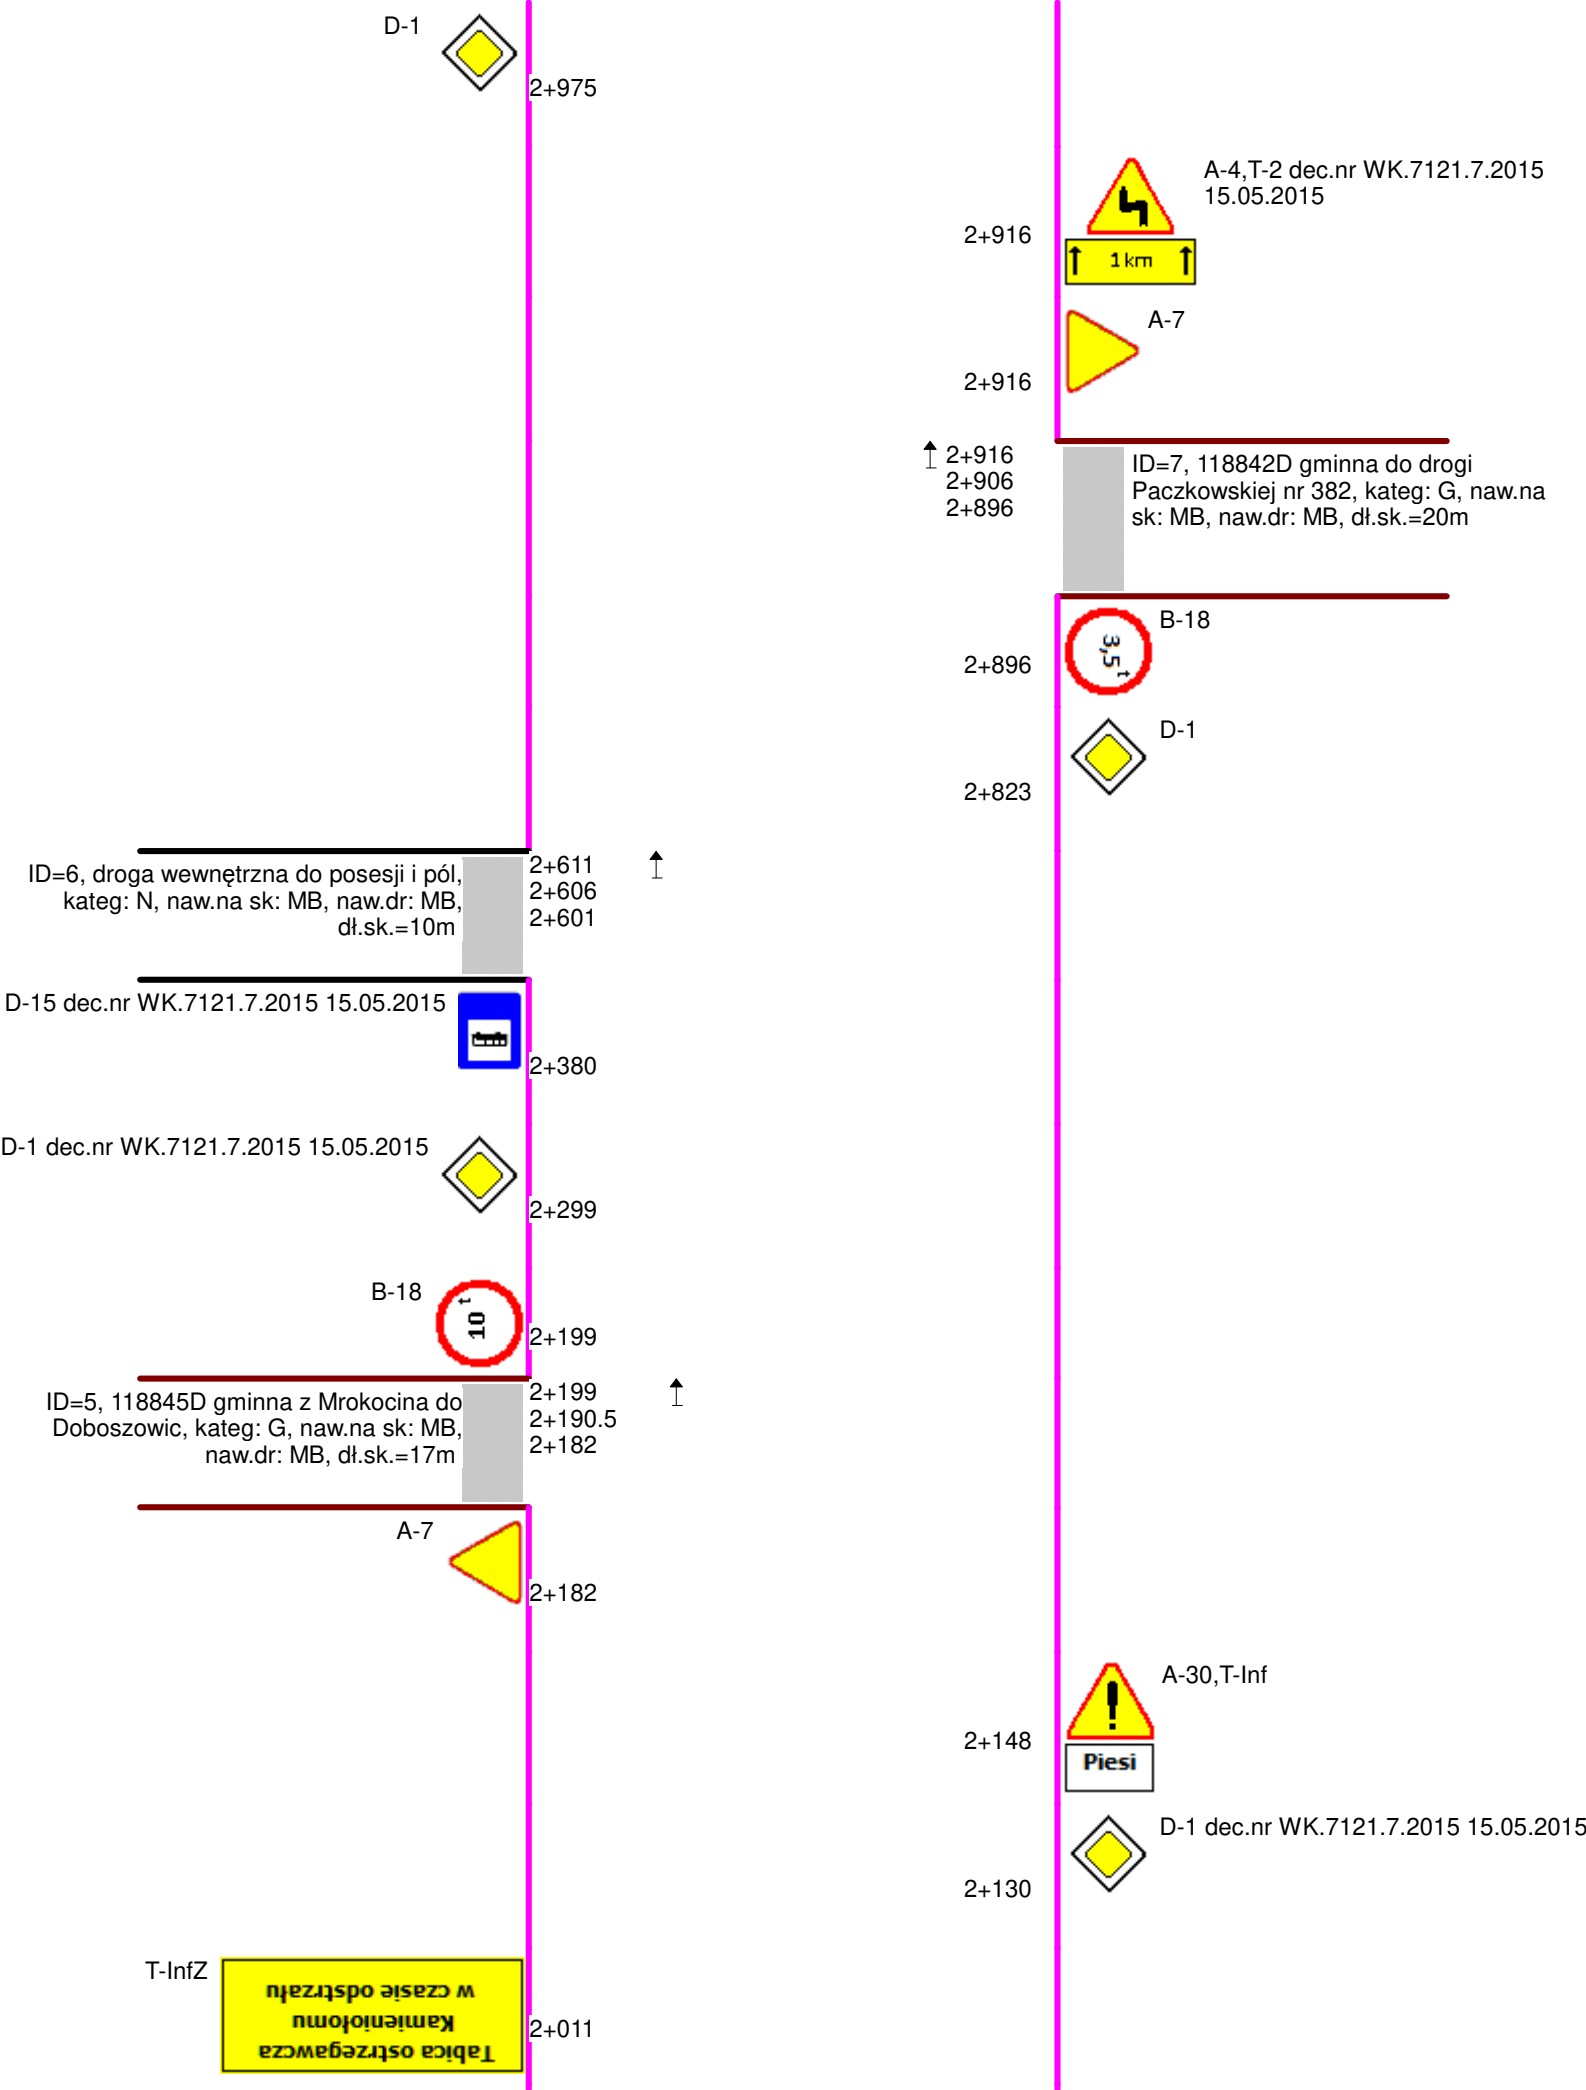 D-1
2+975
A-4,T-2 dec.nr WK.7121.7.2015
15.05.2015
2+916
1 km
A-7
2+916
2+916
2+906
2+896
ID=7, 118842D gminna do drogi
Paczkowskiej nr 382, kateg: G, naw.na
sk: MB, naw.dr: MB, dł.sk.=20m
B-18
3,5 t
2+896
D-1
2+823
ID=6, droga wewnętrzna do posesji i pól,
kateg: N, naw.na sk: MB, naw.dr: MB,
dł.sk.=10m
2+611
2+606
2+601
D-15 dec.nr WK.7121.7.2015 15.05.2015
2+380
D-1 dec.nr WK.7121.7.2015 15.05.2015
2+299
B-18
10 t
2+199
ID=5, 118845D gminna z Mrokocina do
Doboszowic, kateg: G, naw.na sk: MB,
naw.dr: MB, dł.sk.=17m
2+199
2+190.5
2+182
A-7
2+182
A-30,T-Inf
2+148
Piesi
D-1 dec.nr WK.7121.7.2015 15.05.2015
2+130
T-InfZ
Tabica ostrzegawcza
Kamieniołomu
w czasie odstrzału
2+011